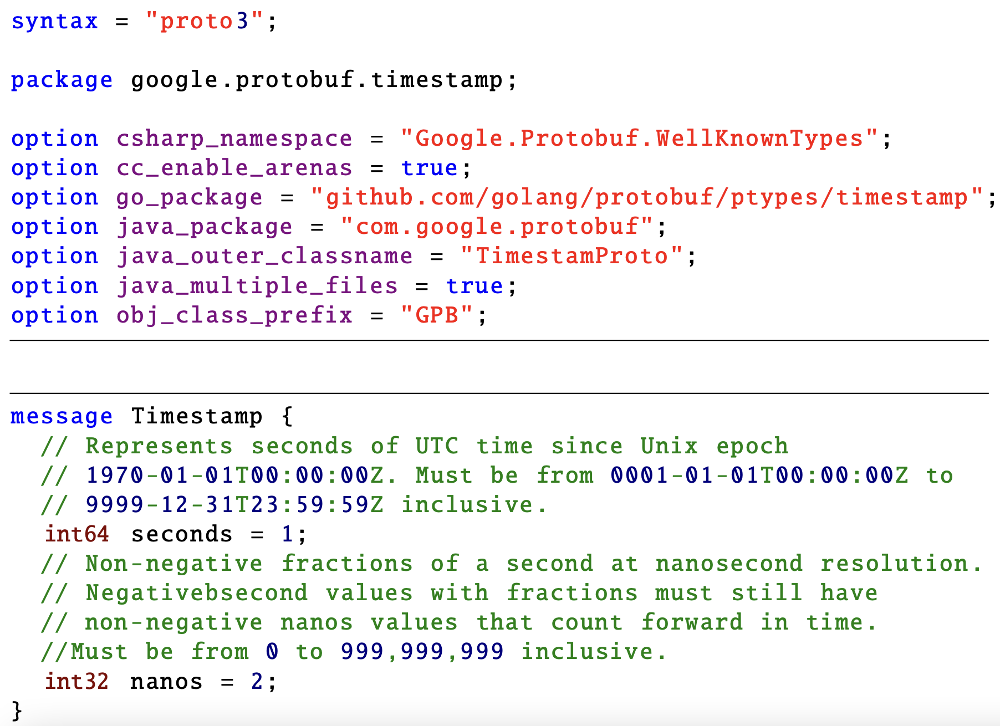 syntax = "proto3";
package google.protobuf.timestamp;
option csharp_namespace = "Google.Protobuf.WellKnownTypes";
option cc_enable_arenas = true;
option go_package = "github.com/golang/protobuf/ptypes/timestamp";
option java_package = "com.google.protobuf";
option java_outer_classname = "TimestamProto";
option java_multiple_files = true;
option obj_class_prefix = "GPB";
message Timestamp {
// Represents seconds of UTC time since Unix epoch
// 1970-01-01T00:00:00Z. Must be from 0001-01-01T00:00:00Z to
// 9999-12-31T23:59:59Z inclusive.
int64 seconds = 1;
// Non-negative fractions of a second at nanosecond resolution.
// Negativebsecond values with fractions must still have
// non-negative nanos values that count forward in time.
//Must be from 0 to 999,999,999 inclusive.
int32 nanos = 2;
}